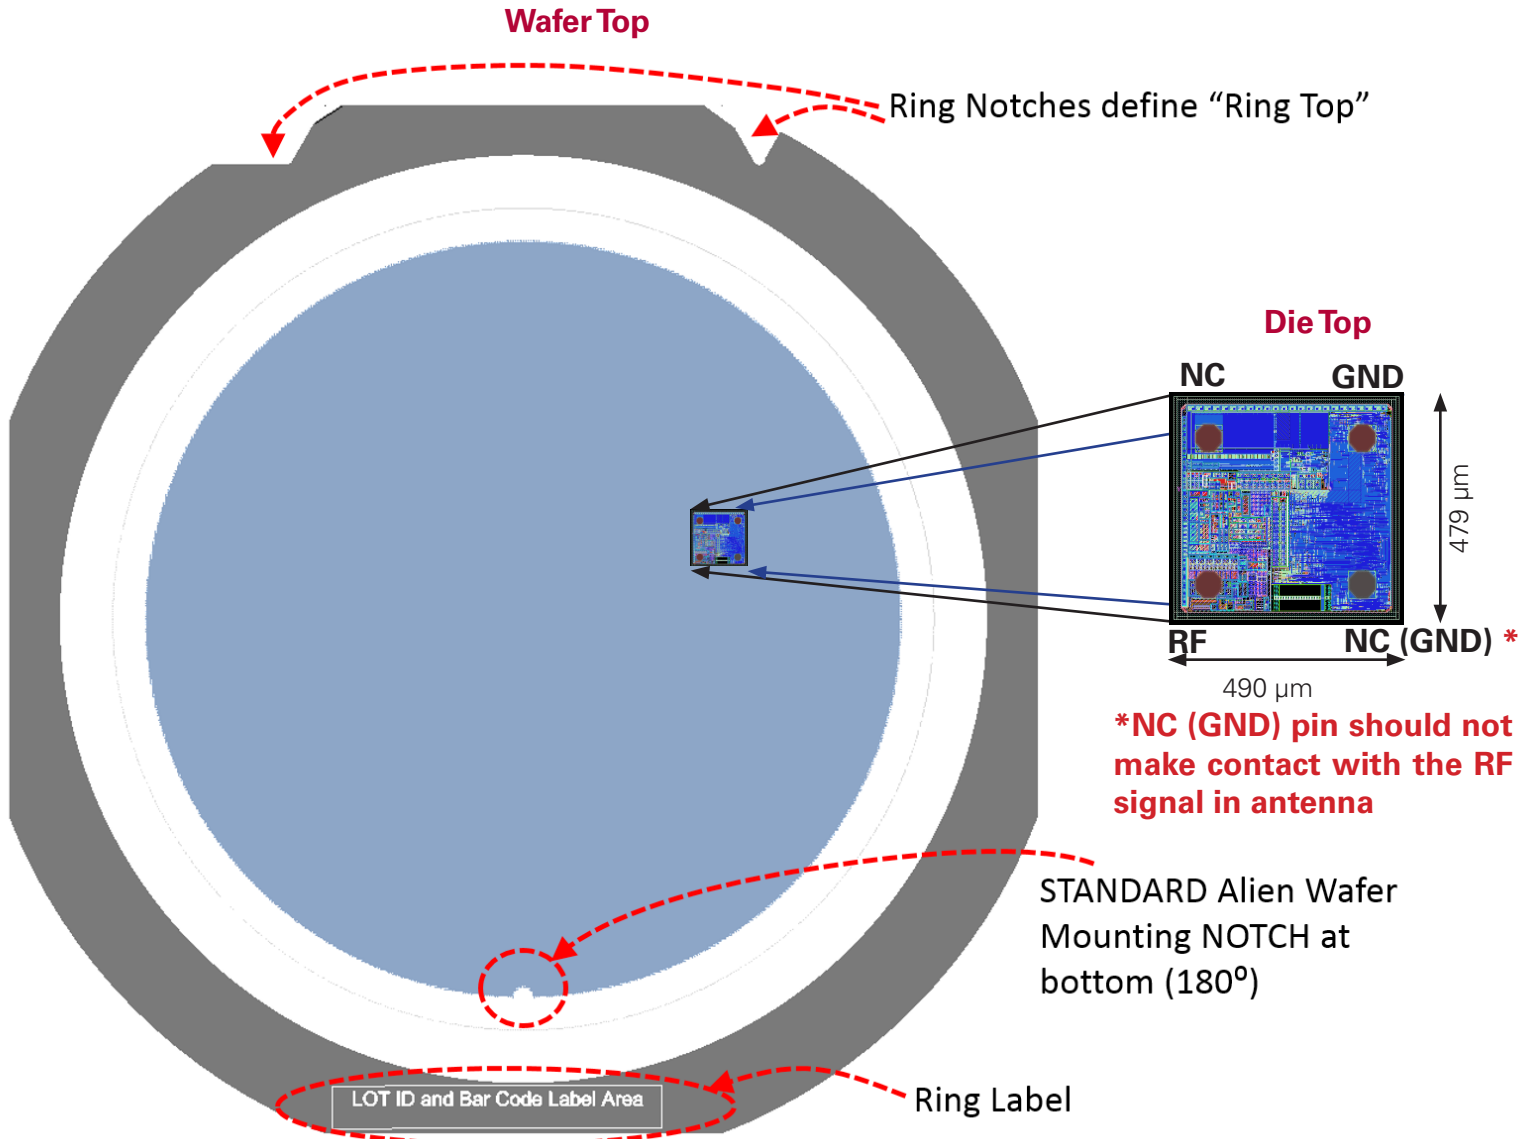 Wafer Top
Ring Notches define “Ring Top”
Die Top
NC
GND
479 µm
RF
NC (GND) *
490 µm
*NC (GND) pin should not
make contact with the RF
signal in antenna
STANDARD Alien Wafer
Mounting NOTCH at
bottom (180⁰)
LOT ID and Bar Code Label Area
Ring Label